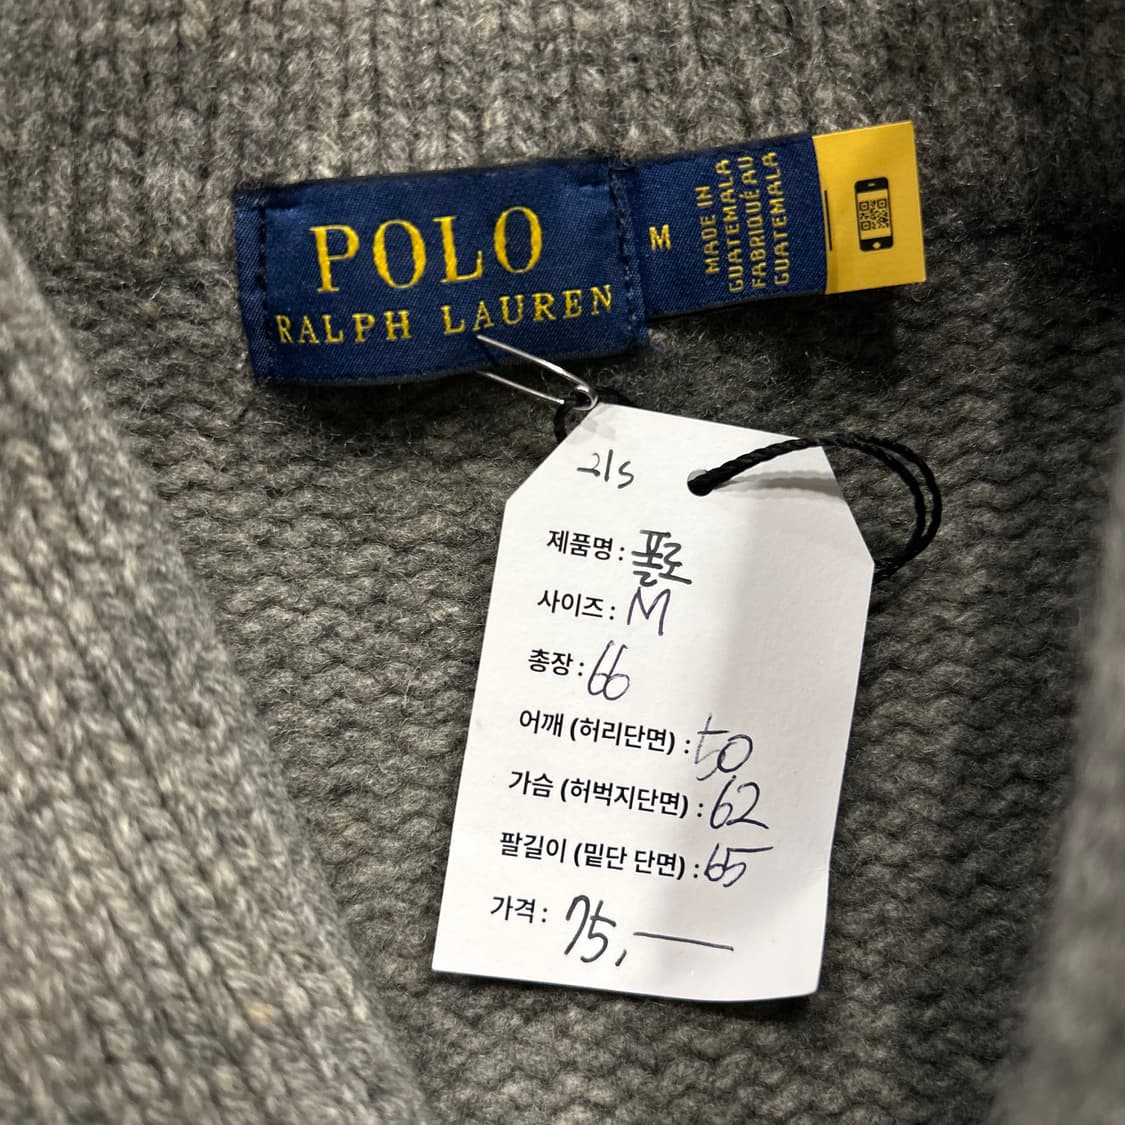 POLO
RALPH LAUREN
M
MADE IN
GUATEMALA
FABRIQUÉ AU
GUATEMALA
21S
제품명 : 폴로
사이즈 : M
총장 : 66
어깨 (허리단면) : 50
가슴 (허벅지단면) : 62
팔길이 (밑단 단면) : 65
가격 : 75,—